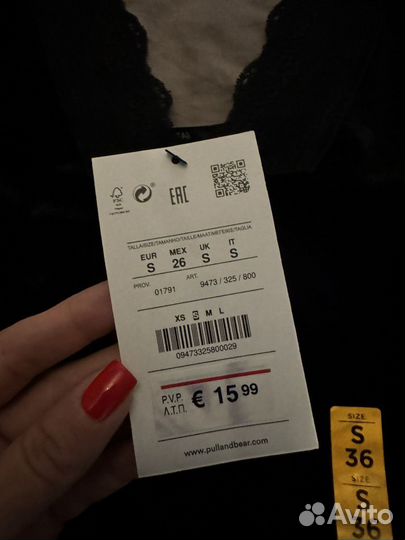 EAC
TALLA/SIZE/TAMANHO/TAILLE/MAAT/ΜΕΓΕΘΟΣ/TAGLIA
EUR MEX UK IT
S 26 S S
PROV. ART.
01791 9473 / 325 / 800
XS S M L
09473325800029
P.V.P.
Λ.Τ.Π. € 15.99
www.pullandbear.com
SIZE
S
36
SIZE
S
36
Avito